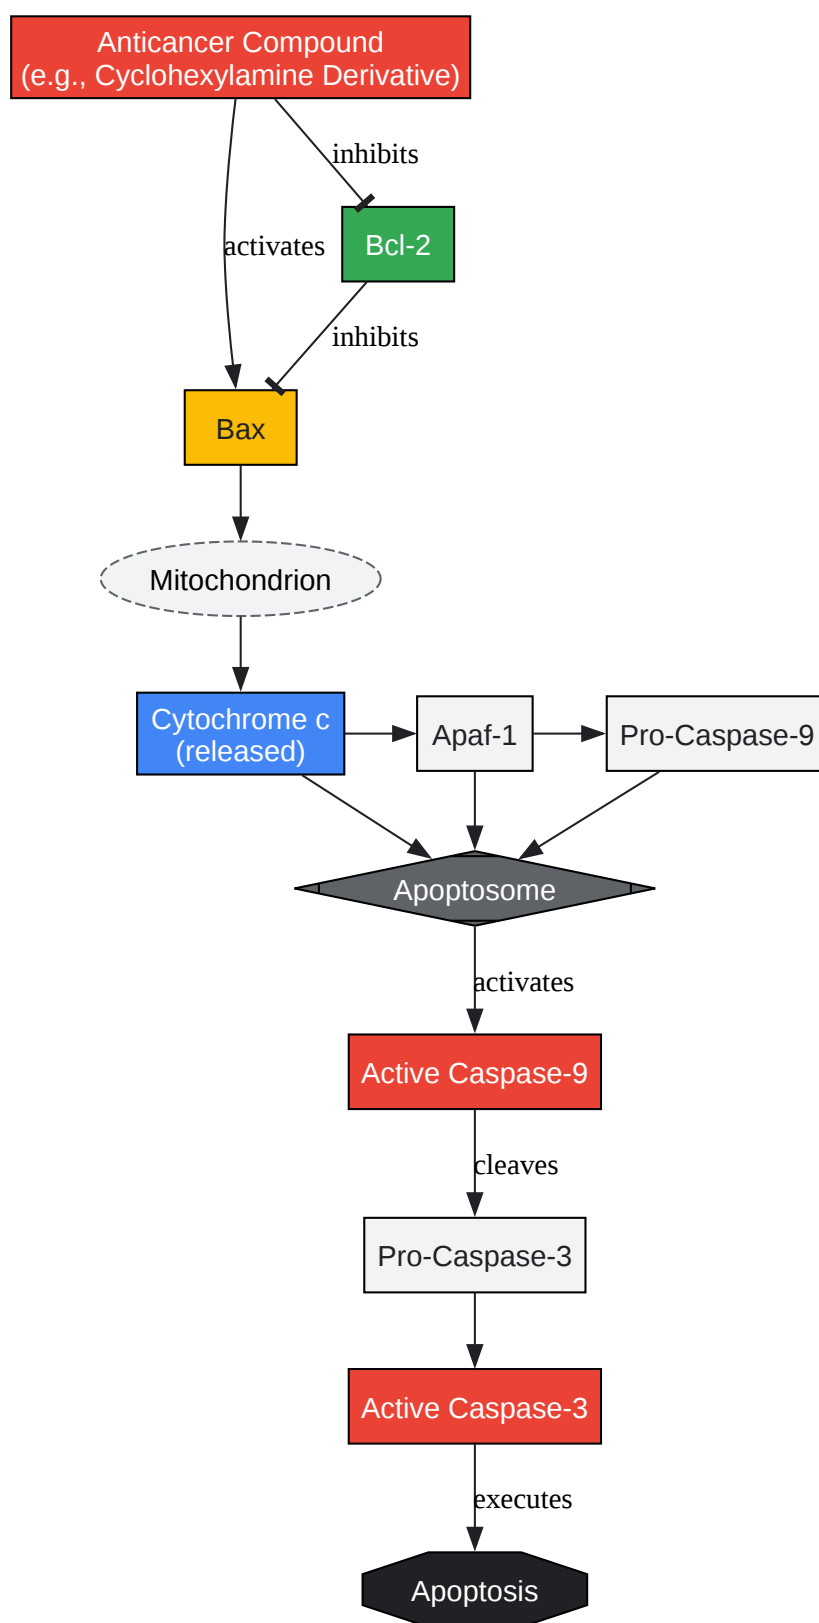 Anticancer Compound
(e.g., Cyclohexylamine Derivative)
inhibits
activates
Bcl-2
inhibits
Bax
Mitochondrion
Cytochrome c
(released)
Apaf-1
Pro-Caspase-9
Apoptosome
activates
Active Caspase-9
cleaves
Pro-Caspase-3
Active Caspase-3
executes
Apoptosis